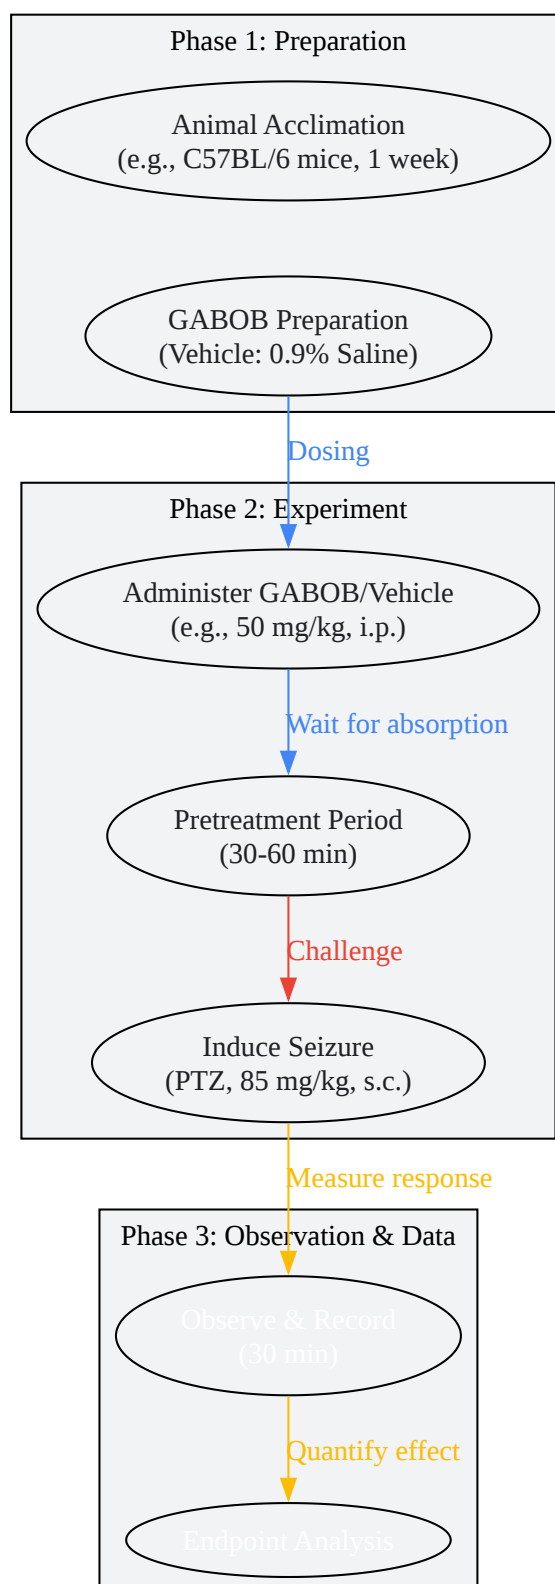 Phase 1: Preparation
Animal Acclimation
(e.g., C57BL/6 mice, 1 week)
GABOB Preparation
(Vehicle: 0.9% Saline)
Dosing
Phase 2: Experiment
Administer GABOB/Vehicle
(e.g., 50 mg/kg, i.p.)
Wait for absorption
Pretreatment Period
(30-60 min)
Challenge
Induce Seizure
(PTZ, 85 mg/kg, s.c.)
Measure response
Phase 3: Observation & Data
Observe & Record
(30 min)
Quantify effect
Endpoint Analysis